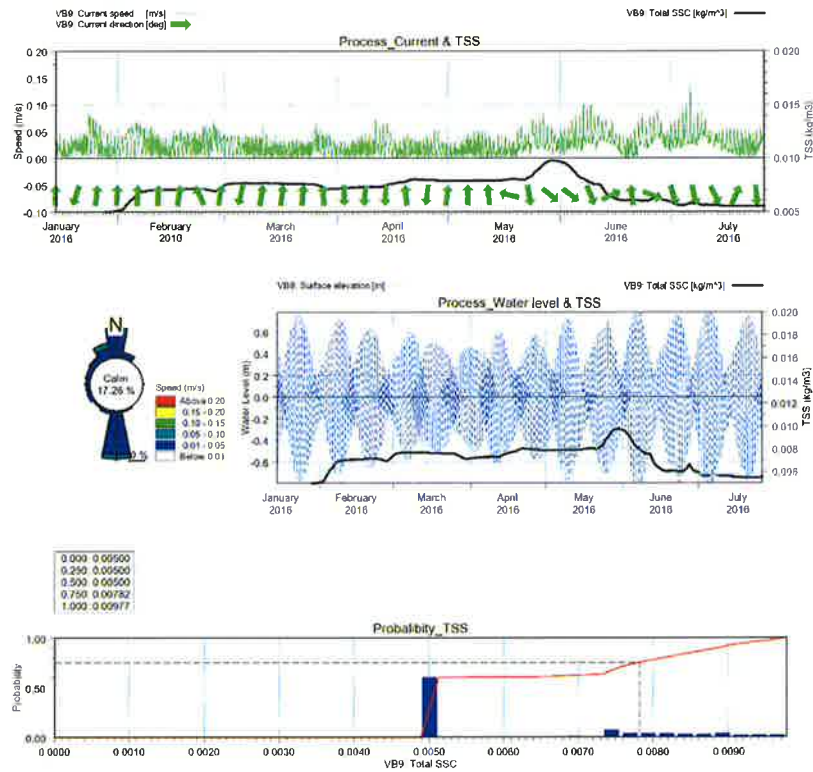 VB9 Current speed [m/s]
VB9 Current direction [deg]
VB9 Total SSC [kg/m^3]
Process_Current & TSS
0.20 0.15 0.10 0.05 0.00 -0.05 -0.10
Speed (m/s)
0.020 0.015 0.010 0.005
TSS (kg/m3)
January February March April May June July
2016 2010 2016 2016 2016 2016 2016
VB9 Surface elevation [m]
VB9 Total SSC [kg/m^3]
Process_Water level & TSS
0.6 0.4 0.2 0.0 -0.2 -0.4 -0.6
Water Level (m)
0.020 0.018 0.016 0.014 0.012 0.010 0.008
TSS (kg/m3)
January February March April May June July
2016 2016 2016 2016 2016 2016 2016
N
Calm
17.26 %
Speed (m/s)
Above 0.20
0.15 - 0.20
0.10 - 0.15
0.05 - 0.10
0.01 - 0.05
Below 0.01
0.000 0.00500
0.250 0.00500
0.500 0.00500
0.750 0.00782
1.000 0.00977
Probalibity_TSS
1.00
0.50
0.00
Probability
0.0000 0.0010 0.0020 0.0030 0.0040 0.0050 0.0060 0.0070 0.0080 0.0090
VB9 Total SSC